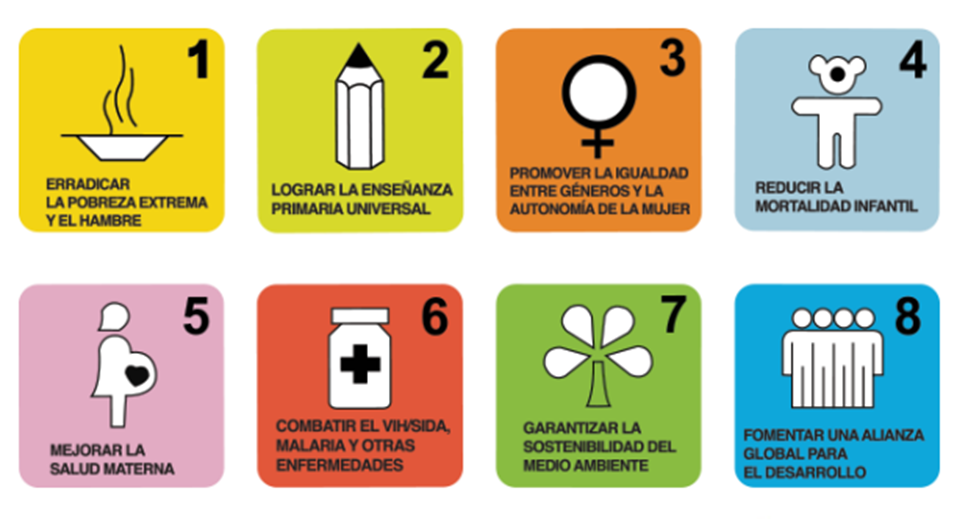 1
ERRADICAR
LA POBREZA EXTREMA
Y EL HAMBRE
2
LOGRAR LA ENSEÑANZA
PRIMARIA UNIVERSAL
3
PROMOVER LA IGUALDAD
ENTRE GÉNEROS Y LA
AUTONOMÍA DE LA MUJER
4
REDUCIR LA
MORTALIDAD INFANTIL
5
MEJORAR LA
SALUD MATERNA
6
COMBATIR EL VIH/SIDA,
MALARIA Y OTRAS
ENFERMEDADES
7
GARANTIZAR LA
SOSTENIBILIDAD DEL
MEDIO AMBIENTE
8
FOMENTAR UNA ALIANZA
GLOBAL PARA
EL DESARROLLO